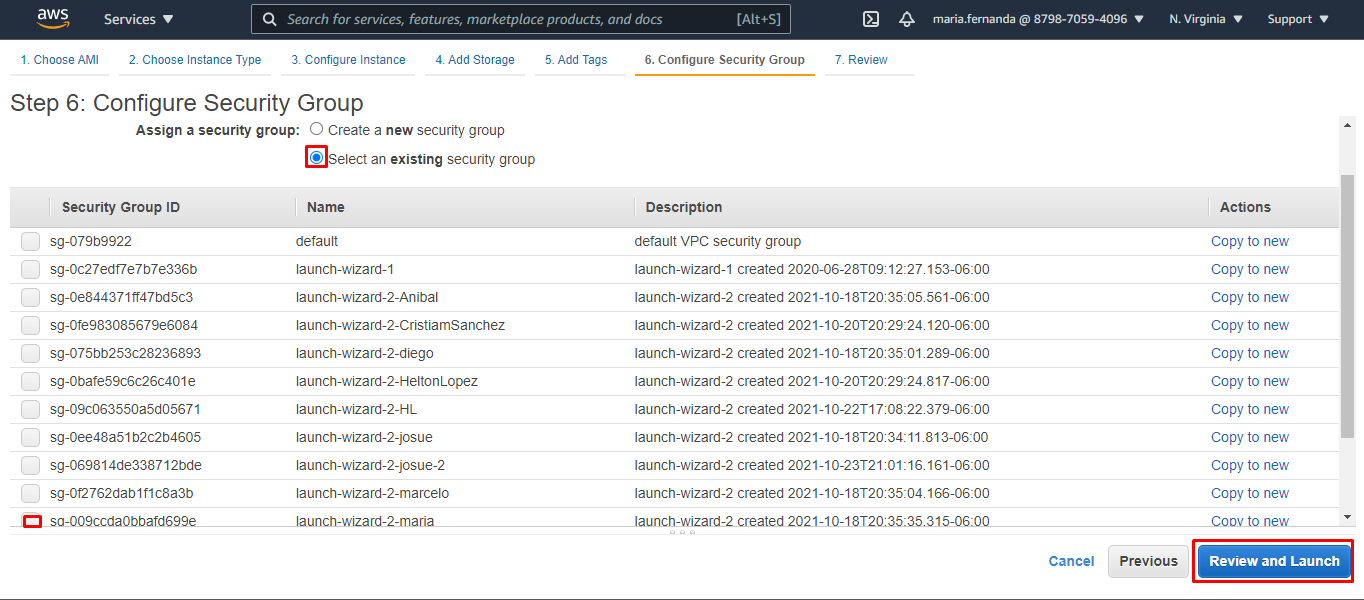 aws Services ▼ Search for services, features, marketplace products, and docs [Alt+S] maria.fernanda @ 8798-7059-4096 ▼ N. Virginia ▼ Support ▼
1. Choose AMI 2. Choose Instance Type 3. Configure Instance 4. Add Storage 5. Add Tags 6. Configure Security Group 7. Review
Step 6: Configure Security Group
Assign a security group: Create a new security group
Select an existing security group
Security Group ID Name Description Actions
sg-079b9922 default default VPC security group Copy to new
sg-0c27edf7e7b7e336b launch-wizard-1 launch-wizard-1 created 2020-06-28T09:12:27.153-06:00 Copy to new
sg-0e844371ff47bd5c3 launch-wizard-2-Anibal launch-wizard-2 created 2021-10-18T20:35:05.561-06:00 Copy to new
sg-0fe983085679e6084 launch-wizard-2-CristiamSanchez launch-wizard-2 created 2021-10-20T20:29:24.120-06:00 Copy to new
sg-075bb253c28236893 launch-wizard-2-diego launch-wizard-2 created 2021-10-18T20:35:01.289-06:00 Copy to new
sg-0bafe59c6c26c401e launch-wizard-2-HeltonLopez launch-wizard-2 created 2021-10-20T20:29:24.817-06:00 Copy to new
sg-09c063550a5d05671 launch-wizard-2-HL launch-wizard-2 created 2021-10-22T17:08:22.379-06:00 Copy to new
sg-0ee48a51b2c2b4605 launch-wizard-2-josue launch-wizard-2 created 2021-10-18T20:34:11.813-06:00 Copy to new
sg-069814de338712bde launch-wizard-2-josue-2 launch-wizard-2 created 2021-10-23T21:01:16.161-06:00 Copy to new
sg-0f2762dab1f1c8a3b launch-wizard-2-marcelo launch-wizard-2 created 2021-10-18T20:35:04.166-06:00 Copy to new
sg-009ccda0bbafd699e launch-wizard-2-maria launch-wizard-2 created 2021-10-18T20:35:35.315-06:00 Copy to new
Cancel Previous Review and Launch